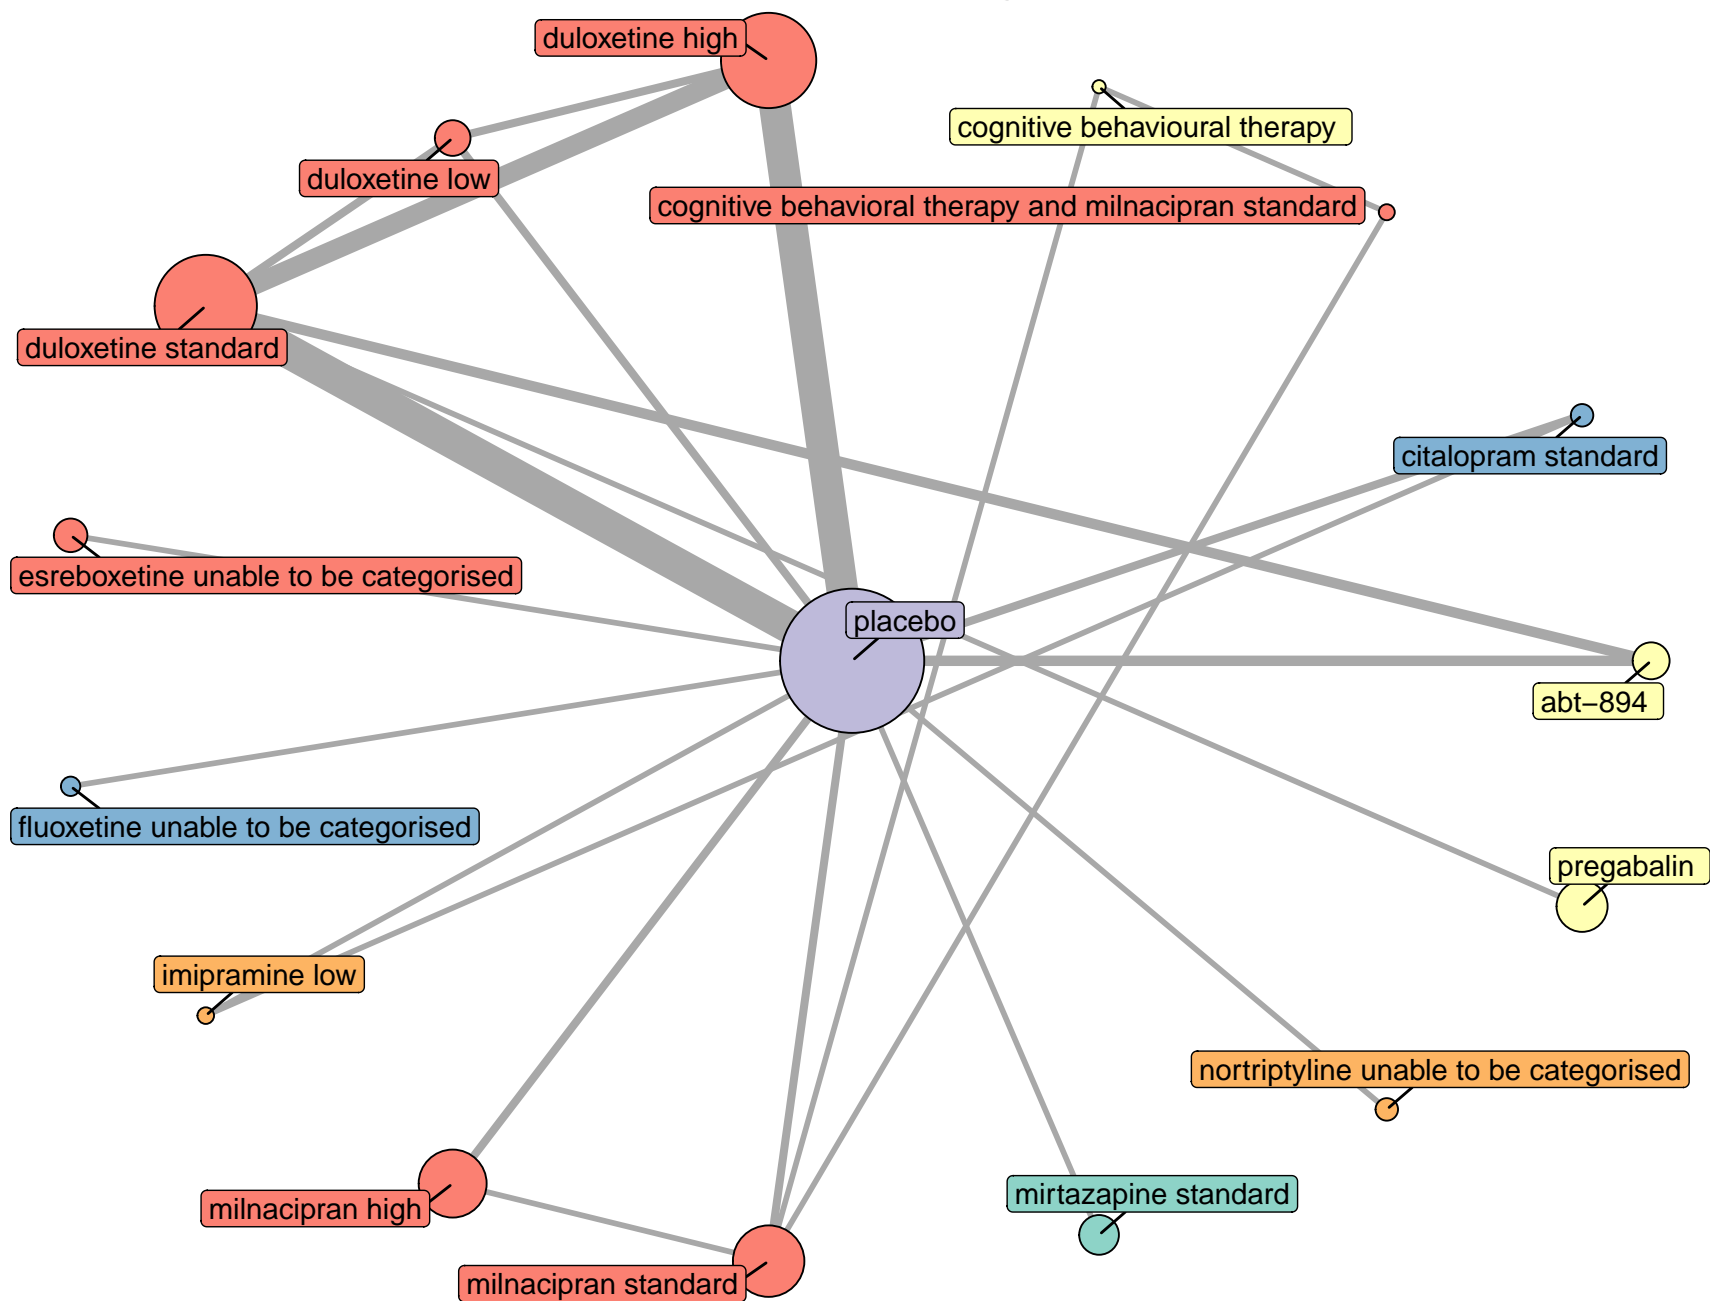 duloxetine high
cognitive behavioural therapy
duloxetine low
cognitive behavioral therapy and milnacipran standard
duloxetine standard
citalopram standard
esreboxetine unable to be categorised
placebo
abt−894
fluoxetine unable to be categorised
pregabalin
imipramine low
nortriptyline unable to be categorised
mirtazapine standard
milnacipran high
milnacipran standard